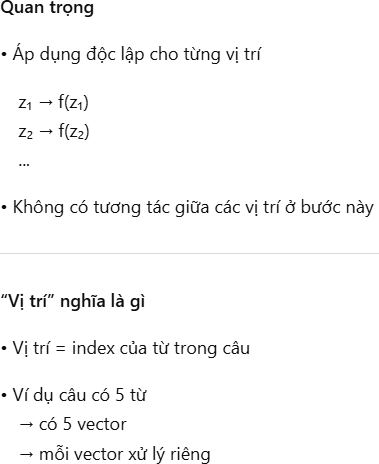 Quan trọng
• Áp dụng độc lập cho từng vị trí
z₁ → f(z₁)
z₂ → f(z₂)
...
• Không có tương tác giữa các vị trí ở bước này
“Vị trí” nghĩa là gì
• Vị trí = index của từ trong câu
• Ví dụ câu có 5 từ
→ có 5 vector
→ mỗi vector xử lý riêng